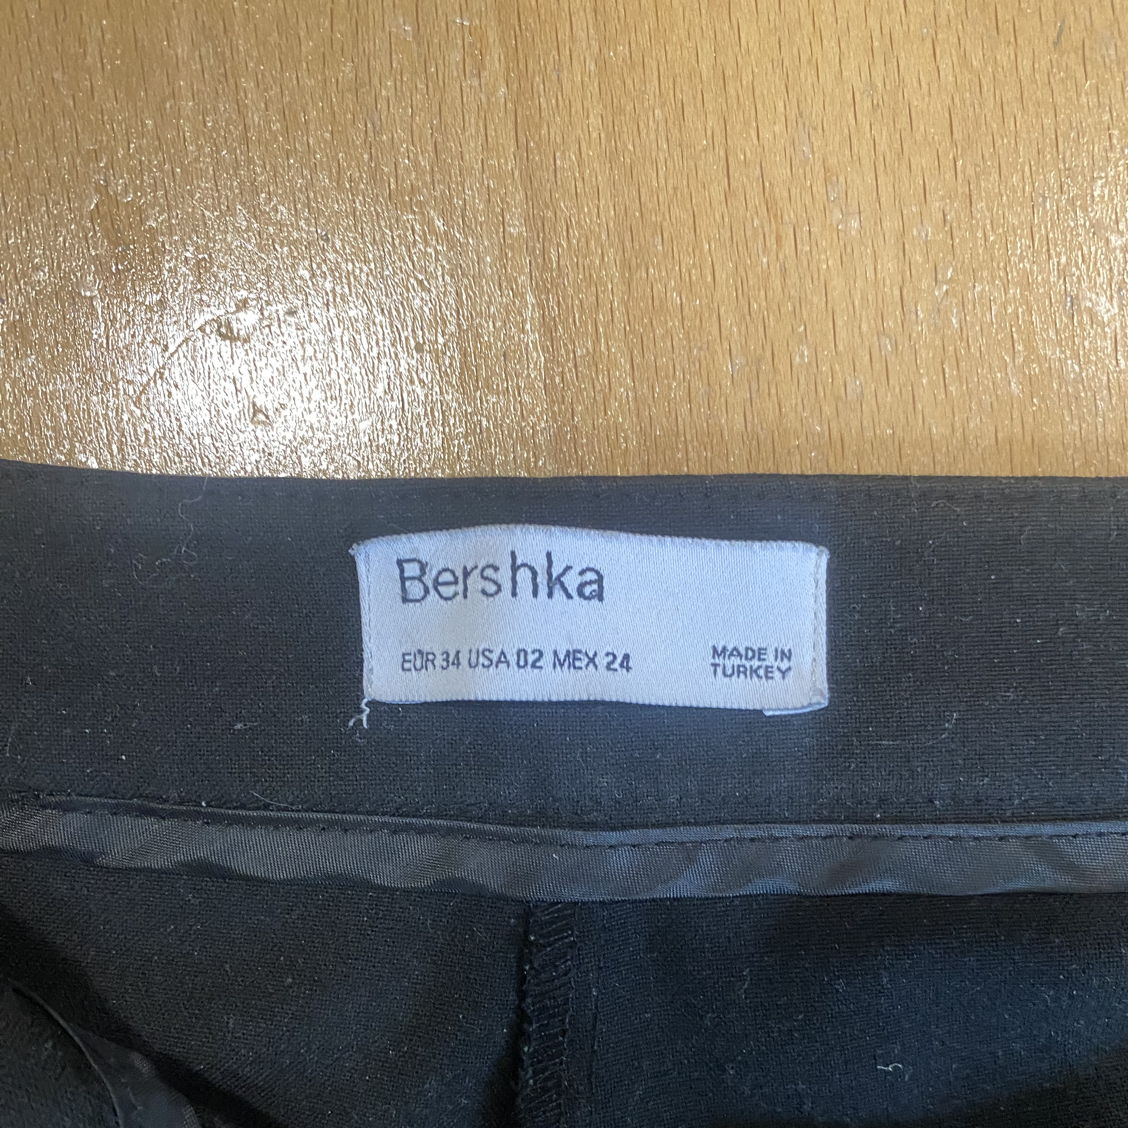 Bershka
EUR 34 USA 02 MEX 24
MADE IN
TURKEY